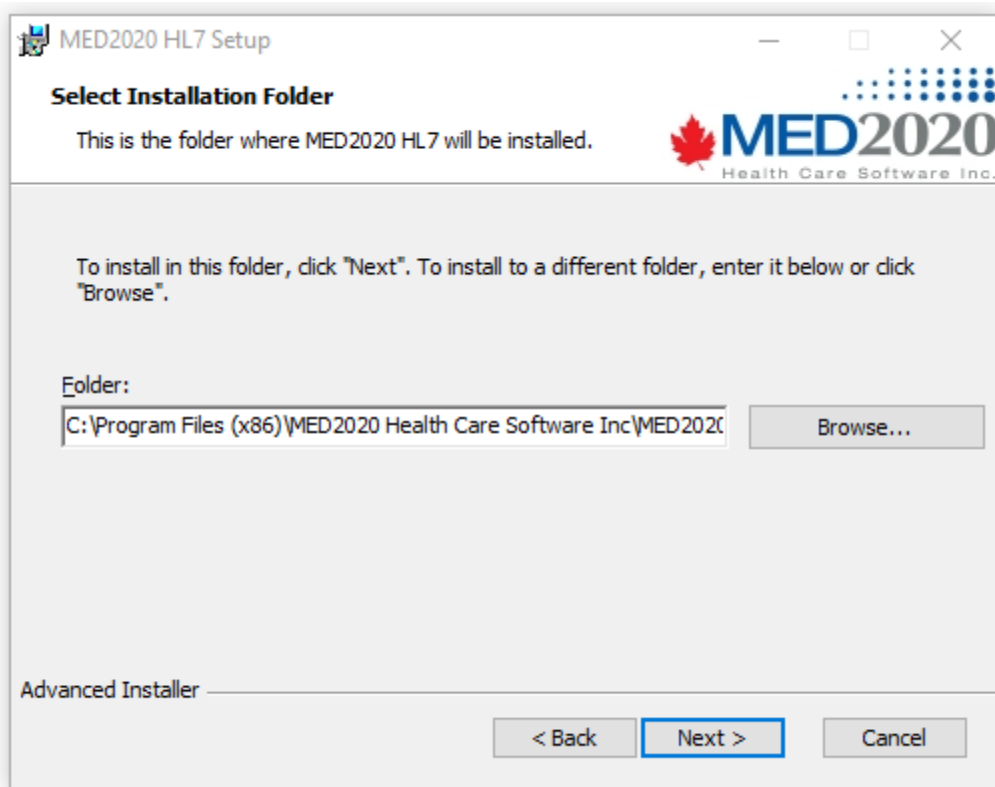 MED2020 HL7 Setup
Select Installation Folder
This is the folder where MED2020 HL7 will be installed.
MED2020
Health Care Software Inc.
To install in this folder, click "Next". To install to a different folder, enter it below or click
"Browse".
Folder:
C:\Program Files (x86)\MED2020 Health Care Software Inc\MED2020
Browse...
Advanced Installer
< Back
Next >
Cancel